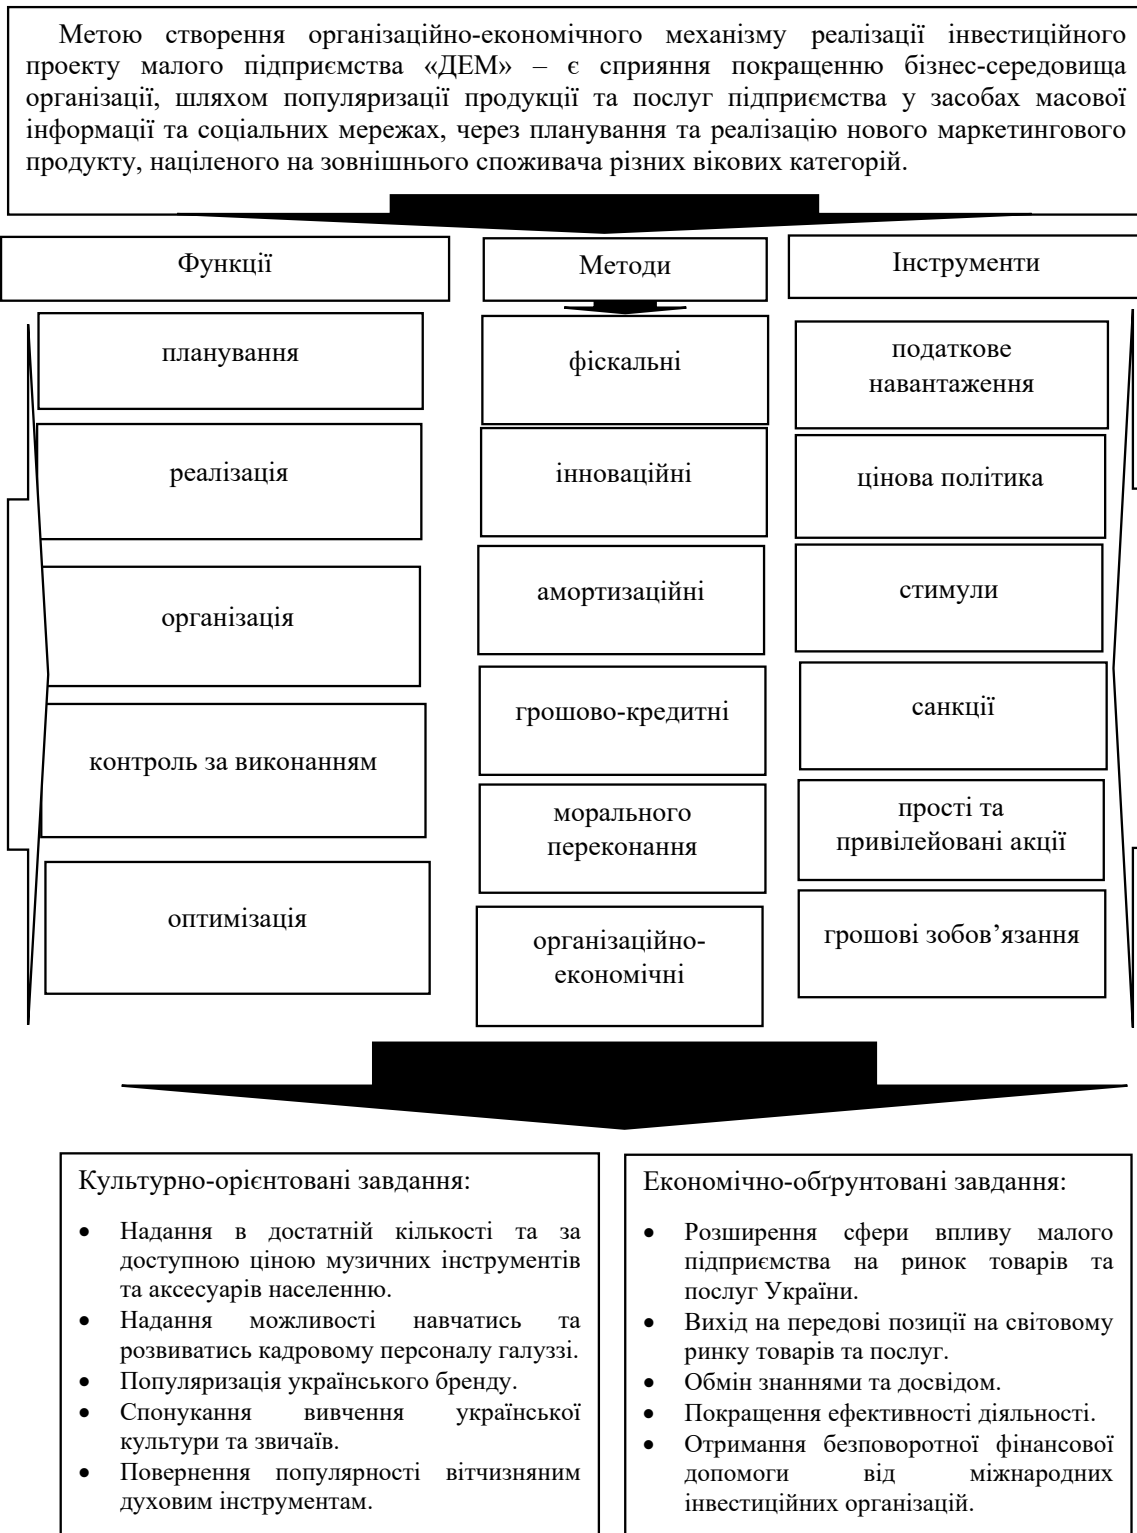 Метою створення організаційно-економічного механізму реалізації інвестиційного
проекту малого підприємства «ДЕМ» – є сприяння покращенню бізнес-середовища
організації, шляхом популяризації продукції та послуг підприємства у засобах масової
інформації та соціальних мережах, через планування та реалізацію нового маркетингового
продукту, націленого на зовнішнього споживача різних вікових категорій.
Функції
Методи
Інструменти
планування
реалізація
організація
контроль за виконанням
оптимізація
фіскальні
інноваційні
амортизаційні
грошово-кредитні
морального
переконання
організаційно-
економічні
податкове
навантаження
цінова політика
стимули
санкції
прості та
привілейовані акції
грошові зобов’язання
Культурно-орієнтовані завдання:
• Надання в достатній кількості та за
доступною ціною музичних інструментів
та аксесуарів населенню.
• Надання можливості навчатись та
розвиватись кадровому персоналу галуззі.
• Популяризація українського бренду.
• Спонукання вивчення української
культури та звичаїв.
• Повернення популярності вітчизняним
духовим інструментам.
Економічно-обґрунтовані завдання:
• Розширення сфери впливу малого
підприємства на ринок товарів та
послуг України.
• Вихід на передові позиції на світовому
ринку товарів та послуг.
• Обмін знаннями та досвідом.
• Покращення ефективності діяльності.
• Отримання безповоротної фінансової
допомоги від міжнародних
інвестиційних організацій.